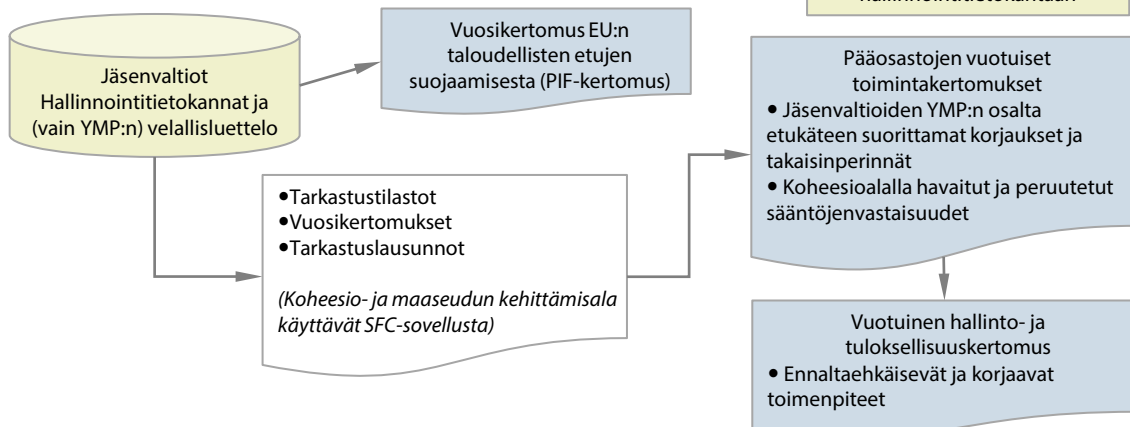 hallinnointitietokantaan
Jäsenvaltiot
Hallinnointitietokannat ja
(vain YMP:n) velallisluettelo
Vuosikertomus EU:n
taloudellisten etujen
suojaamisesta (PIF-kertomus)
Pääosastojen vuotuiset
toimintakertomukset
• Jäsenvaltioiden YMP:n osalta
etukäteen suorittamat korjaukset ja
takaisinperinnät
• Koheesioalalla havaitut ja peruutetut
sääntöjenvastaisuudet
•Tarkastustilastot
•Vuosikertomukset
•Tarkastuslausunnot
(Koheesio- ja maaseudun kehittämisala
käyttävät SFC-sovellusta)
Vuotuinen hallinto- ja
tuloksellisuuskertomus
• Ennaltaehkäisevät ja korjaavat
toimenpiteet